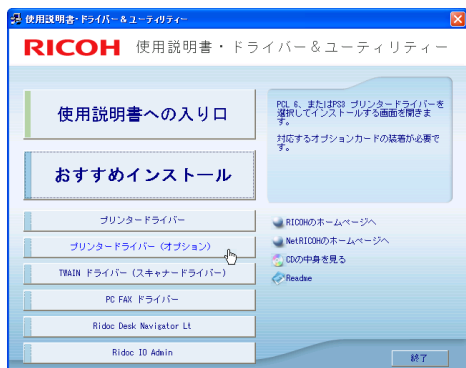 使用説明書・ドライバー & ユーティリティー
RICOH 使用説明書・ドライバー&ユーティリティー
使用説明書への入り口
おすすめインストール
プリンタードライバー
プリンタードライバー (オプション)
TWAIN ドライバー (スキャナードライバー)
PC FAX ドライバー
Ridoc Desk Navigator Lt
Ridoc IO Admin
PCL 6、またはPS3 プリンタードライバーを
選択してインストールする画面を開きま
す。
対応するオプションカードの装着が必要で
す。
RICOHのホームページへ
NetRICOHのホームページへ
CDの中身を見る
Readme
終了